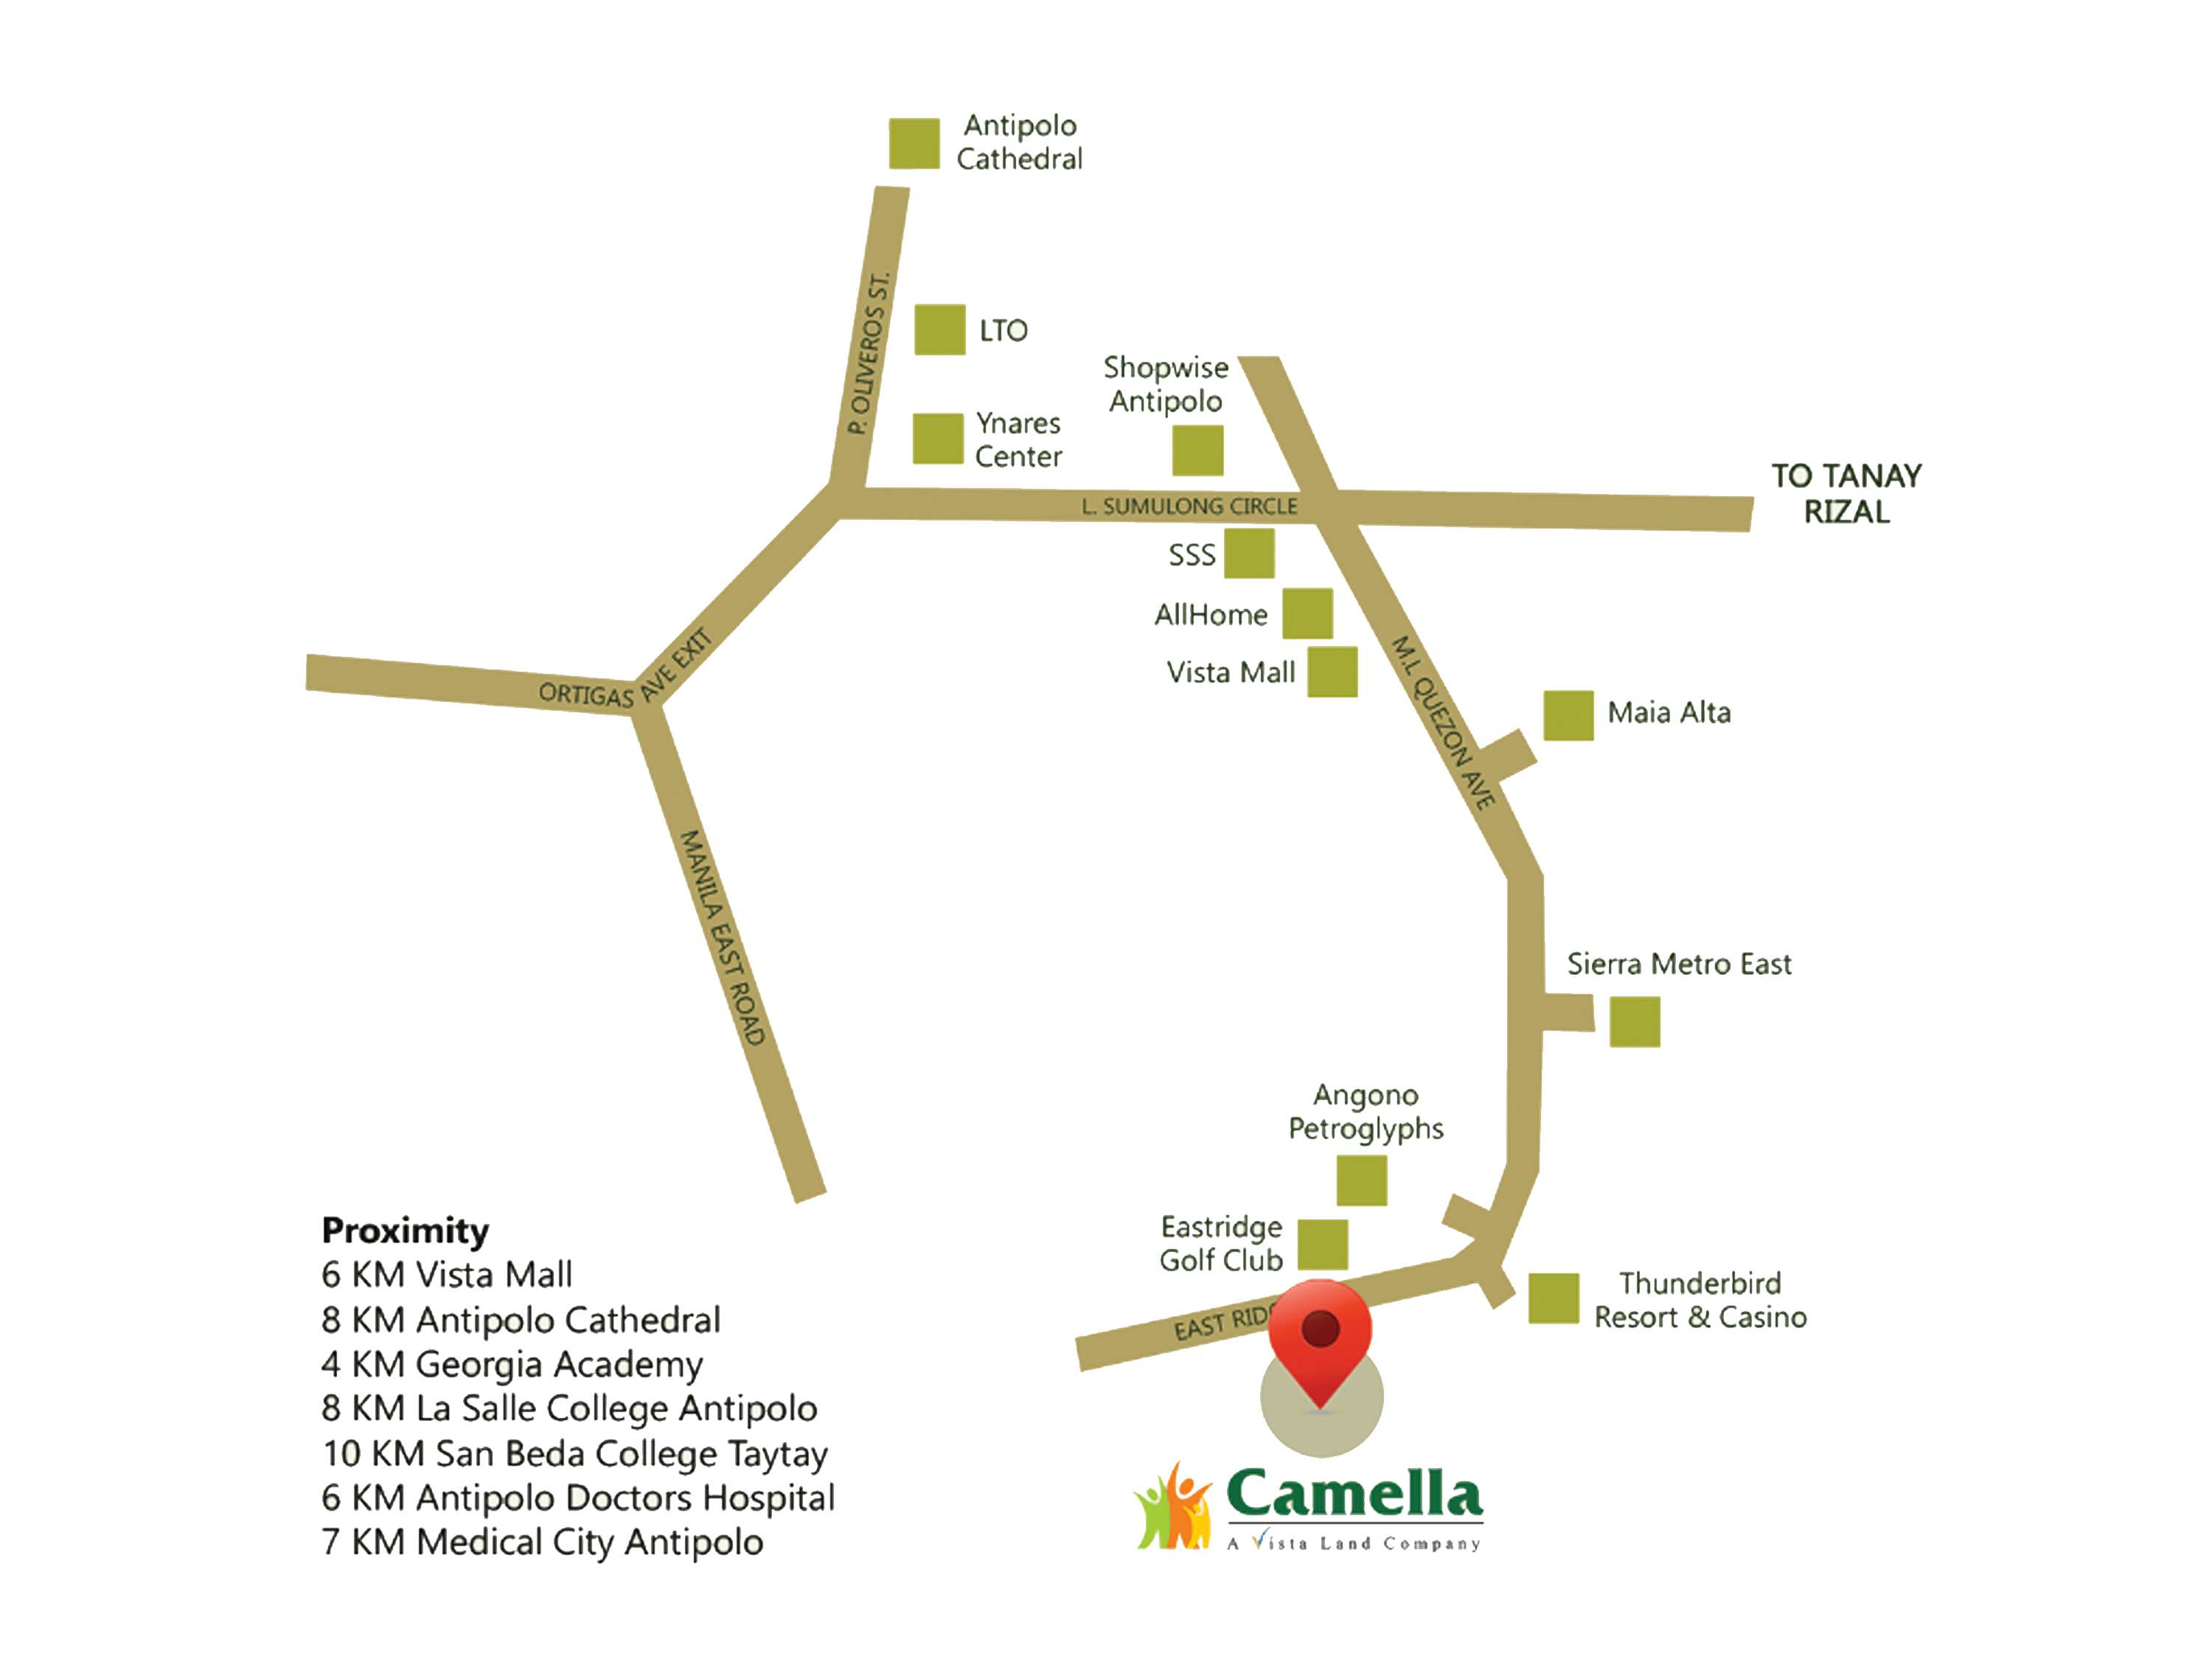 Antipolo
Cathedral
P. OLIVEROS ST.
LTO
Ynares
Center
Shopwise
Antipolo
L. SUMULONG CIRCLE
TO TANAY
RIZAL
SSS
AllHome
Vista Mall
M.L QUEZON AVE
Maia Alta
ORTIGAS AVE EXIT
MANILA EAST ROAD
Sierra Metro East
Angono
Petroglyphs
Eastridge
Golf Club
Thunderbird
Resort & Casino
EAST
Proximity
6 KM Vista Mall
8 KM Antipolo Cathedral
4 KM Georgia Academy
8 KM La Salle College Antipolo
10 KM San Beda College Taytay
6 KM Antipolo Doctors Hospital
7 KM Medical City Antipolo
Camella
A Vista Land Company